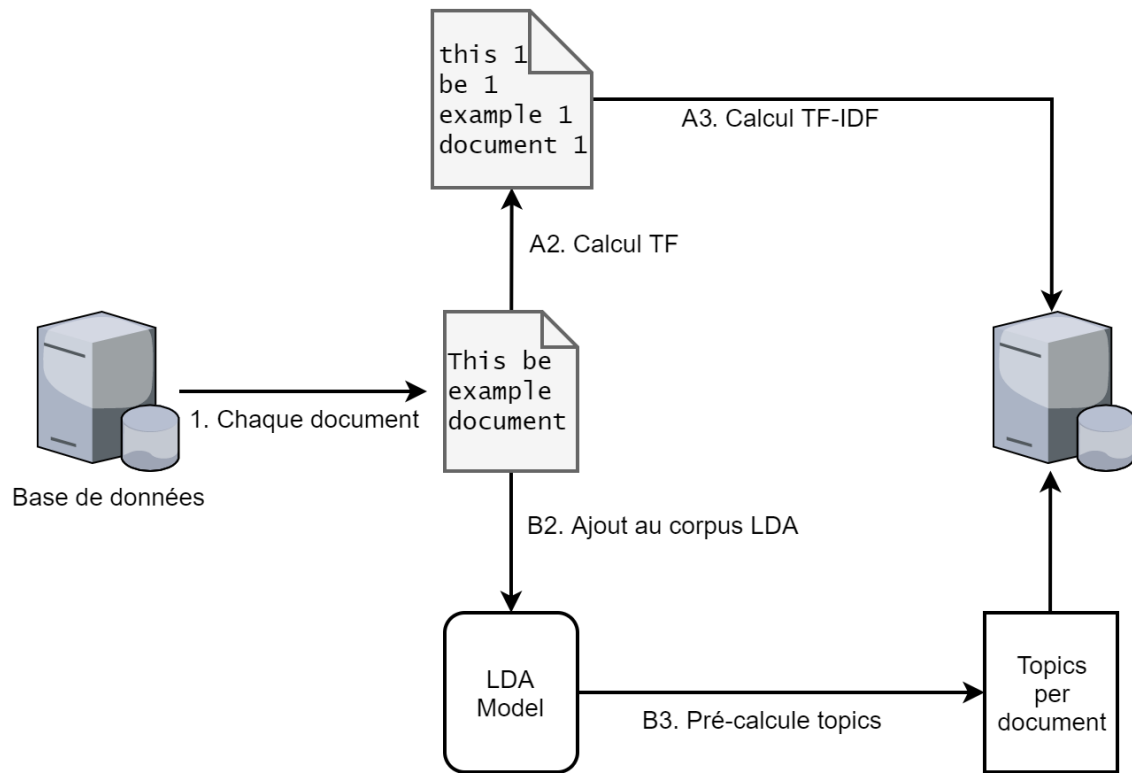 this 1
be 1
example 1
document 1
A3. Calcul TF-IDF
A2. Calcul TF
This be
example
document
1. Chaque document
Base de données
B2. Ajout au corpus LDA
LDA
Model
B3. Pré-calcule topics
Topics
per
document